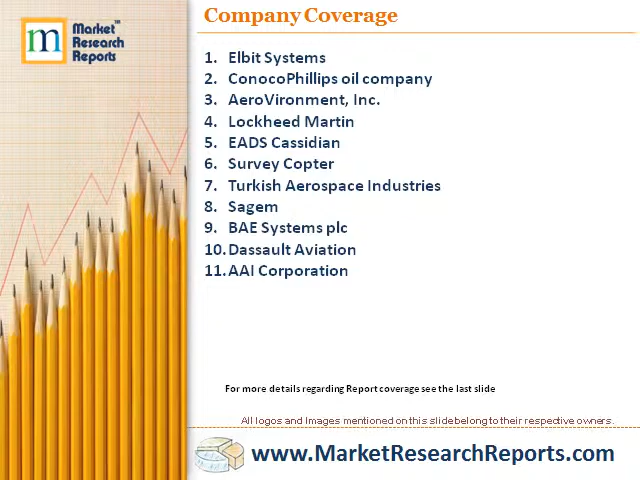 Company Coverage
m
Market™
Research
Reports
1. Elbit Systems
2. ConocoPhillips oil company
3. AeroVironment, Inc.
4. Lockheed Martin
5. EADS Cassidian
6. Survey Copter
7. Turkish Aerospace Industries
8. Sagem
9. BAE Systems plc
10. Dassault Aviation
11. AAI Corporation
For more details regarding Report coverage see the last slide
All logos and Images mentioned on this slide belong to their respective owners.
www.MarketResearchReports.com